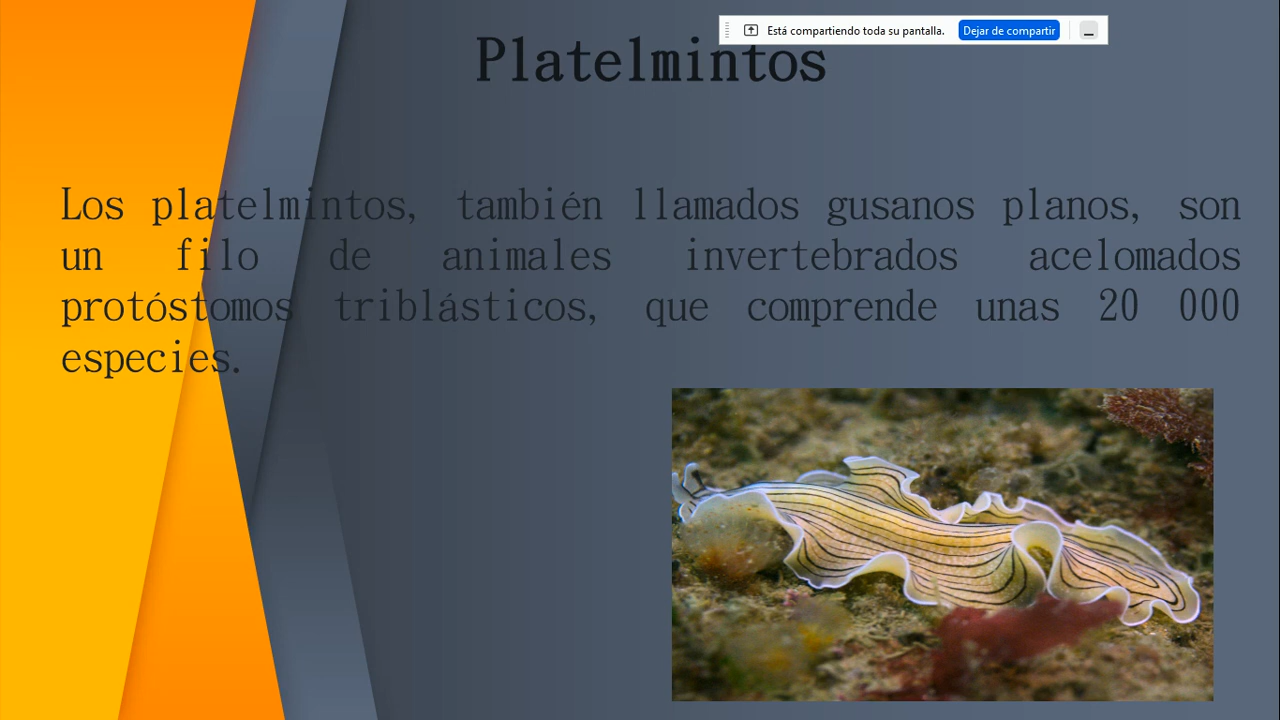 Está compartiendo toda su pantalla. Dejar de compartir
Platelmintos
Los platelmintos, también llamados gusanos planos, son
un filo de animales invertebrados acelomados
protóstomos triblásticos, que comprende unas 20 000
especies.